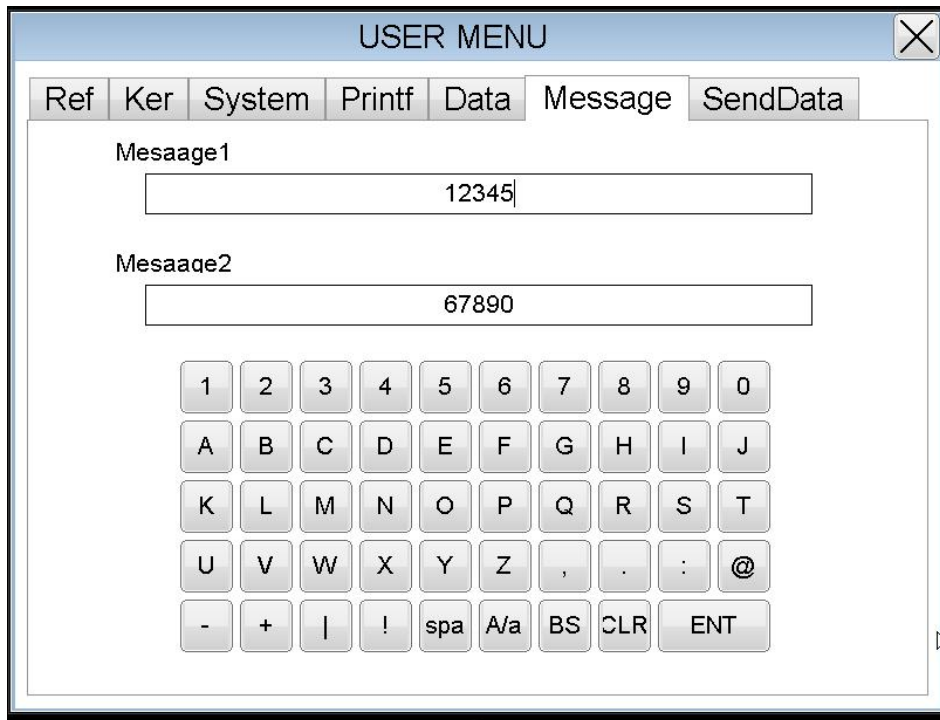 USER MENU
Ref Ker System Printf Data Message SendData
Mesaage1
12345
Mesaage2
67890
1 2 3 4 5 6 7 8 9 0
A B C D E F G H I J
K L M N O P Q R S T
U V W X Y Z , . : @
- + | ! spa A/a BS CLR ENT